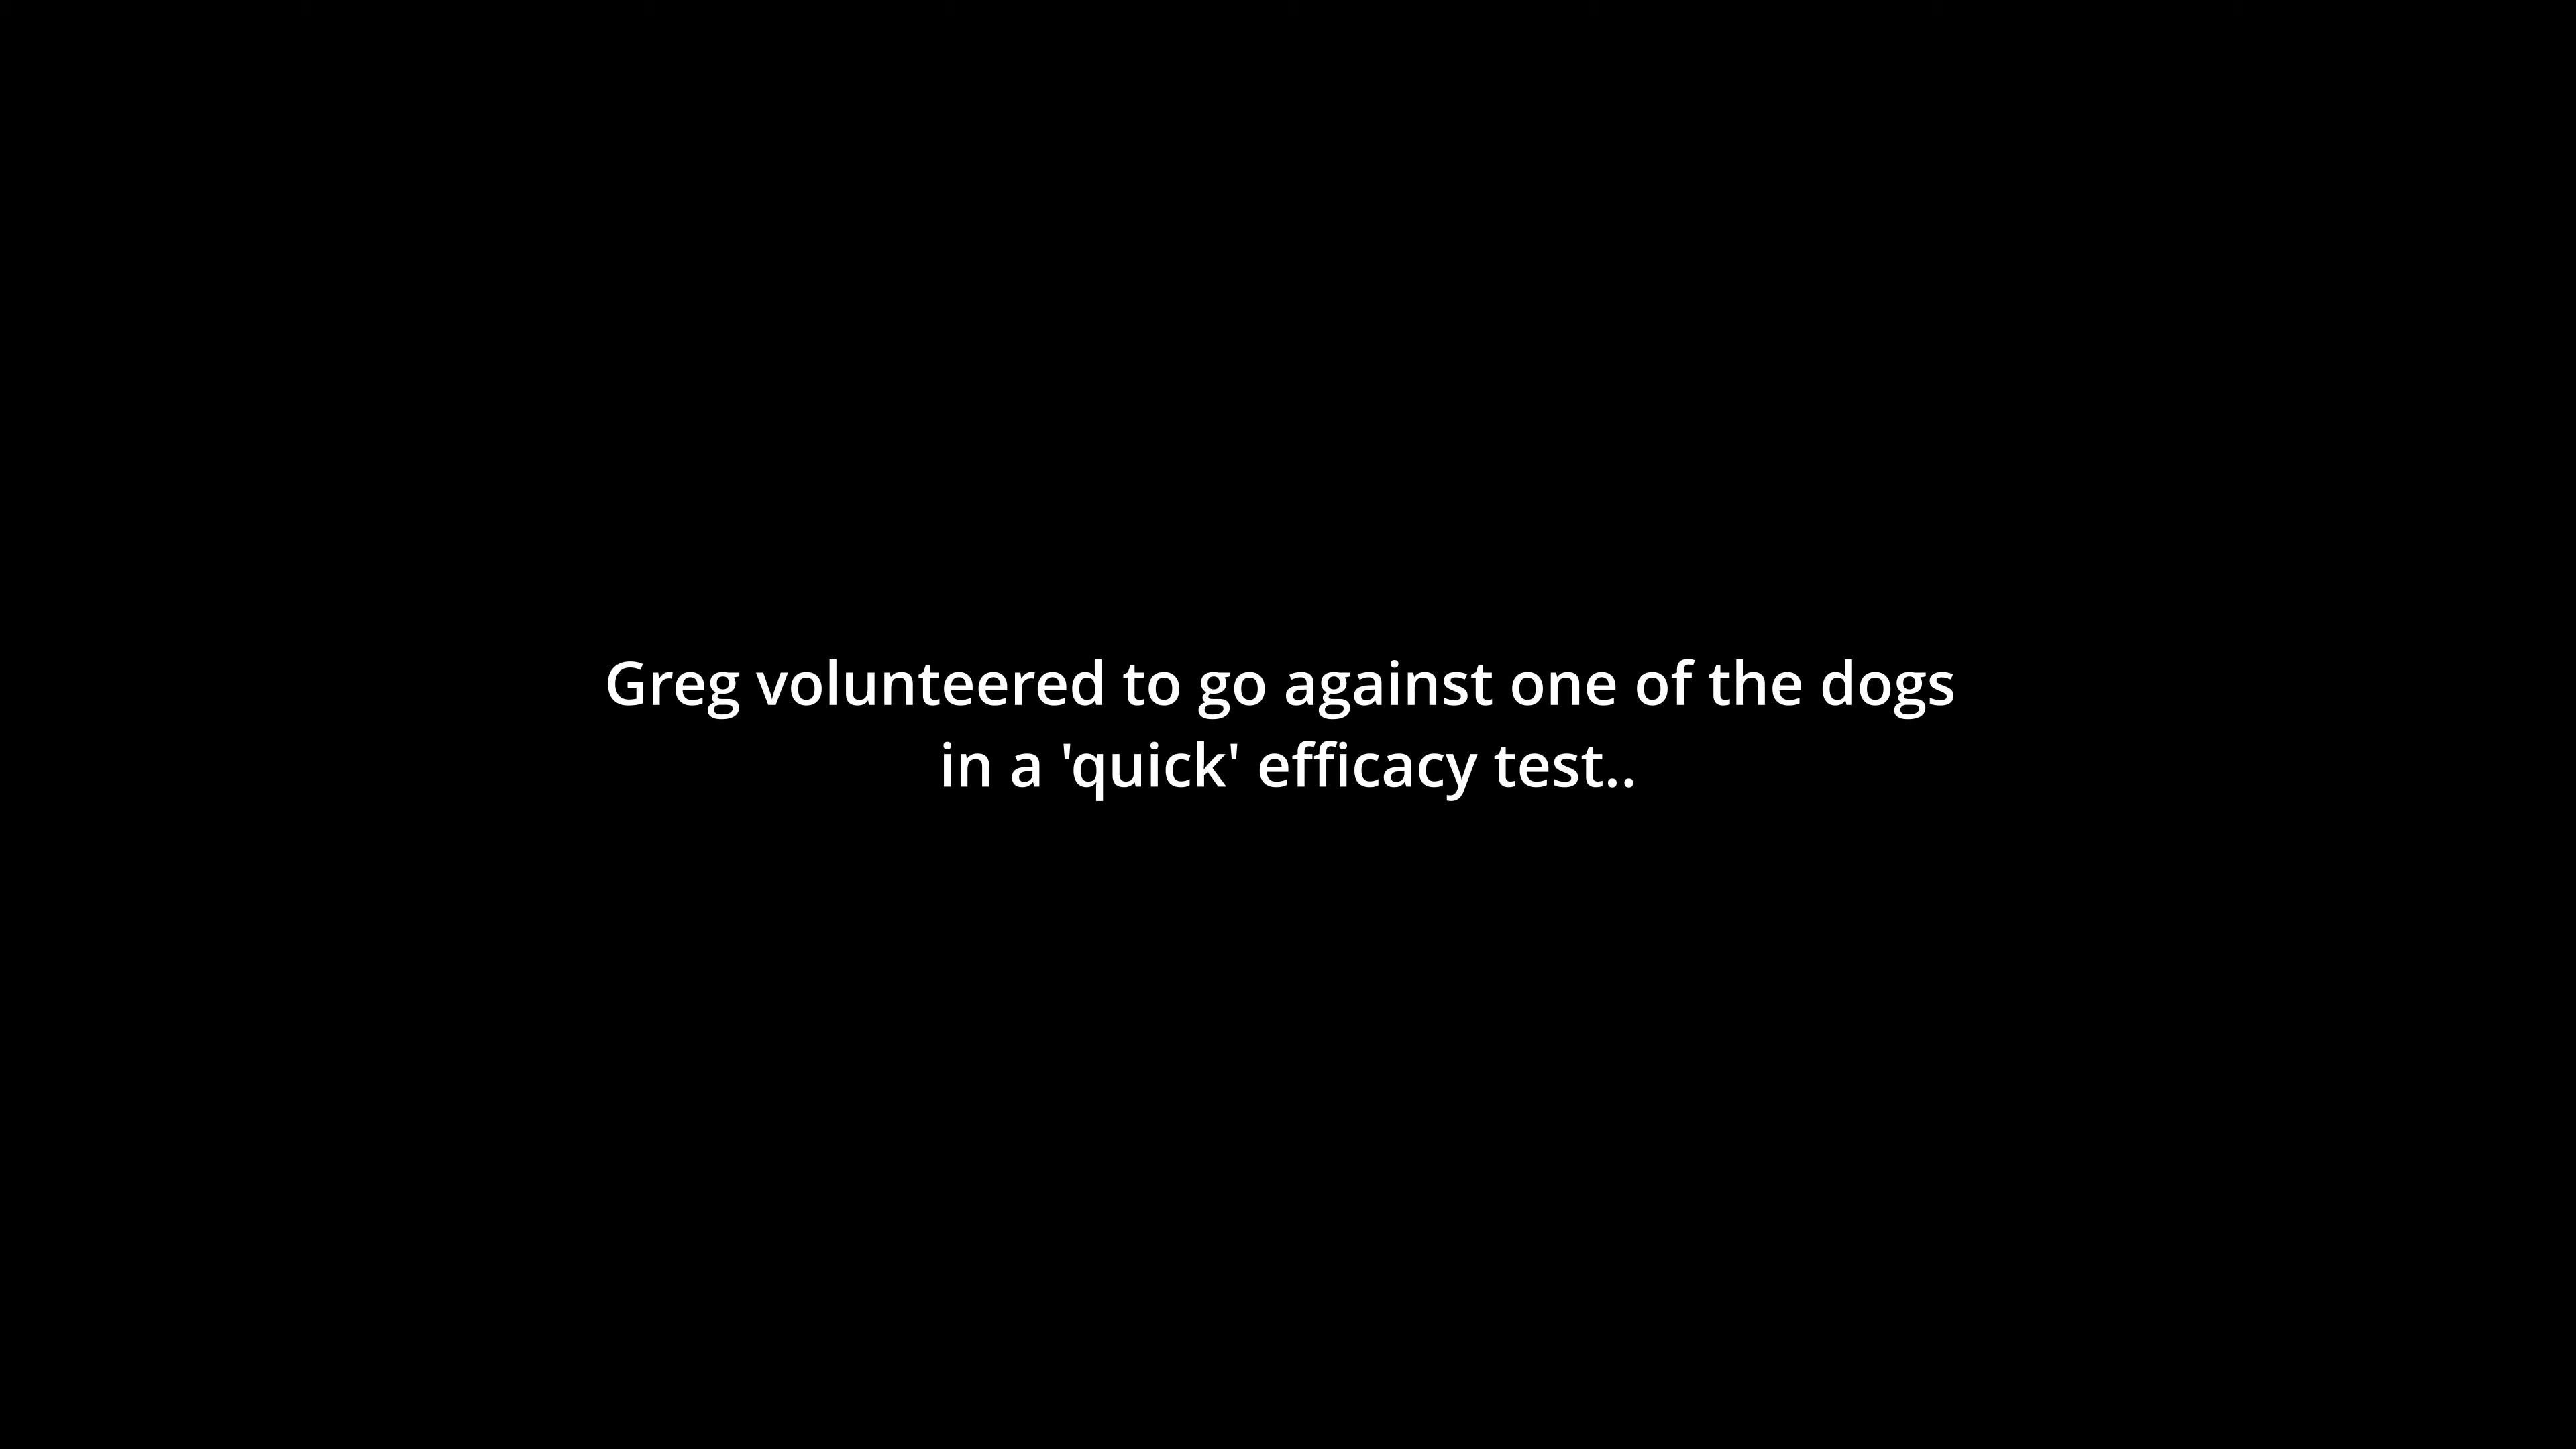 Greg volunteered to go against one of the dogs
in a 'quick' efficacy test..